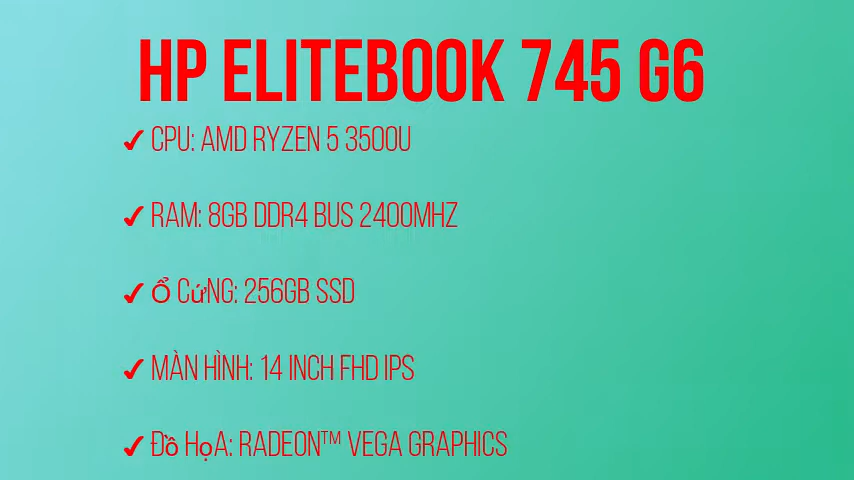 HP ELITEBOOK 745 G6
✔ CPU: AMD RYZEN 5 3500U
✔ RAM: 8GB DDR4 BUS 2400MHZ
✔ Ổ CứNG: 256GB SSD
✔ MÀN HÌNH: 14 INCH FHD IPS
✔ Đồ HọA: RADEON™ VEGA GRAPHICS